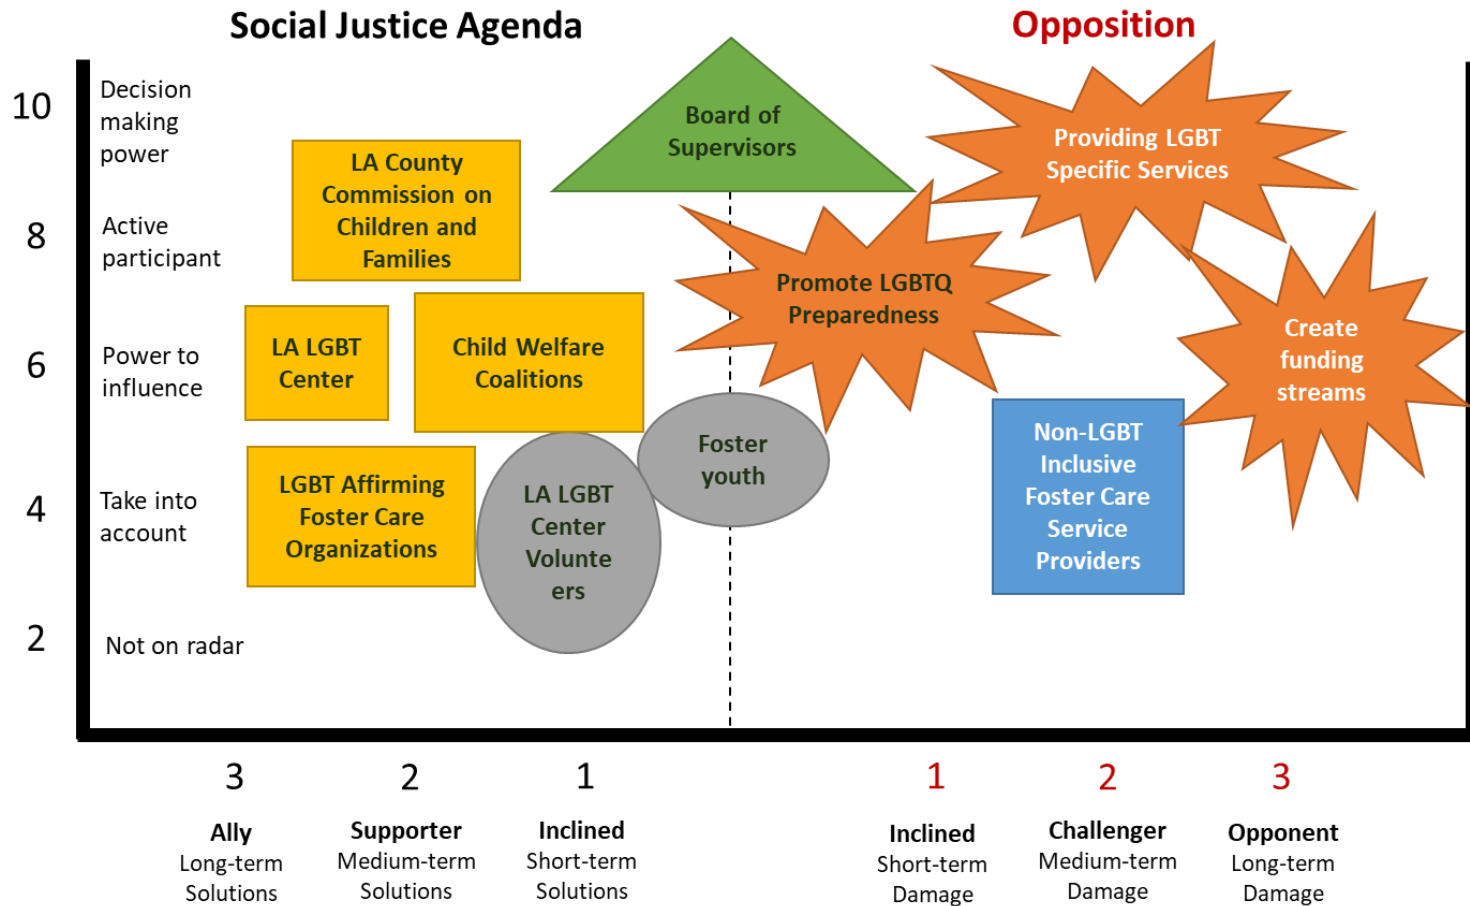 Social Justice Agenda
Opposition
10
Decision
making
power
8
Active
participant
6
Power to
influence
4
Take into
account
2
Not on radar
LA County
Commission on
Children and
Families
LA LGBT
Center
Child Welfare
Coalitions
LGBT Affirming
Foster Care
Organizations
LA LGBT
Center
Volunte
ers
Board of
Supervisors
Foster
youth
Promote LGBTQ
Preparedness
Providing LGBT
Specific Services
Create
funding
streams
Non-LGBT
Inclusive
Foster Care
Service
Providers
3
Ally
Long-term
Solutions
2
Supporter
Medium-term
Solutions
1
Inclined
Short-term
Solutions
1
Inclined
Short-term
Damage
2
Challenger
Medium-term
Damage
3
Opponent
Long-term
Damage